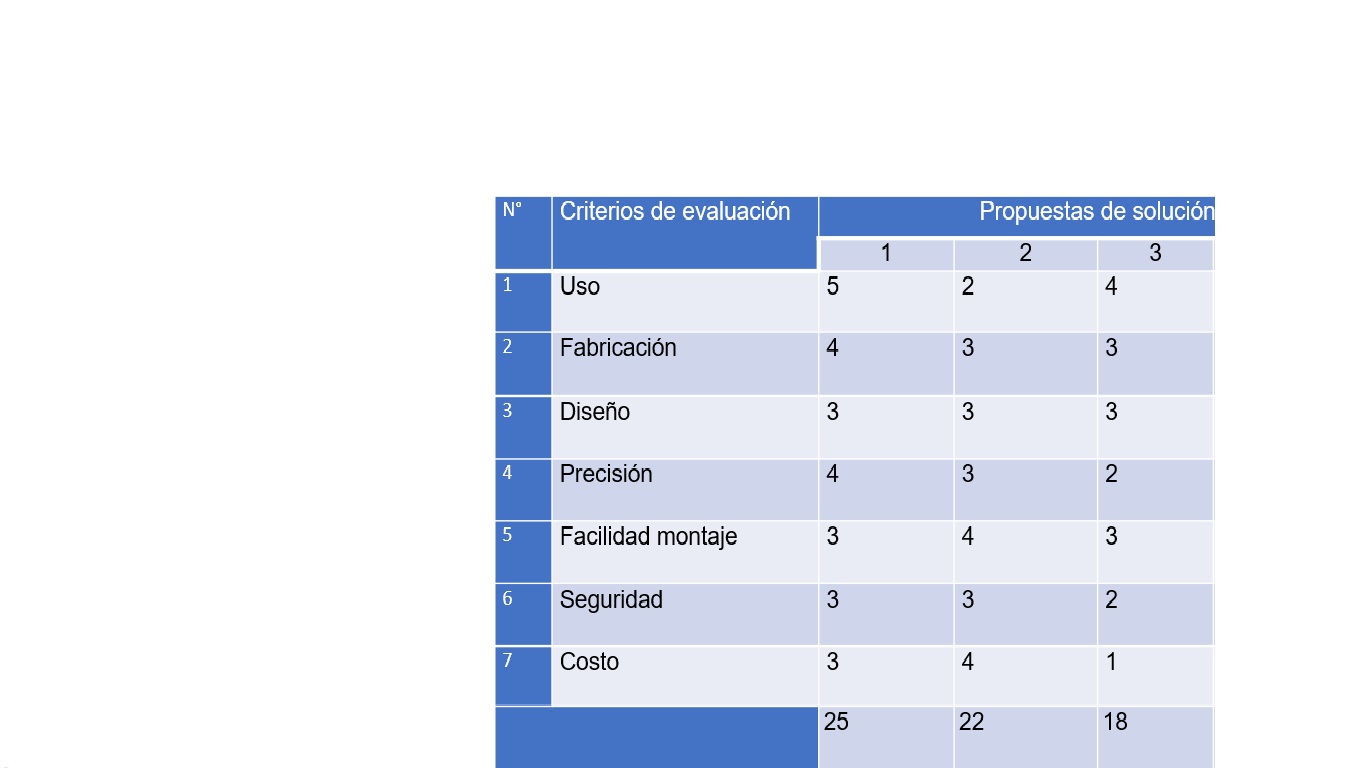 N° Criterios de evaluación Propuestas de solución
1 2 3
1 Uso 5 2 4
2 Fabricación 4 3 3
3 Diseño 3 3 3
4 Precisión 4 3 2
5 Facilidad montaje 3 4 3
6 Seguridad 3 3 2
7 Costo 3 4 1
25 22 18